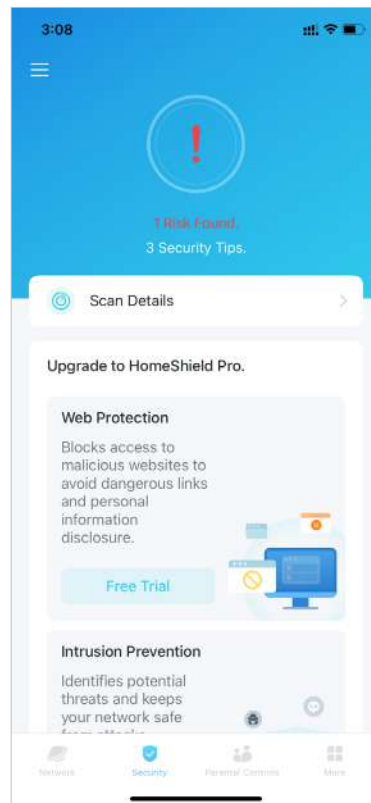 3:08
1 Risk Found,
3 Security Tips.
Scan Details
Upgrade to HomeShield Pro.
Web Protection
Blocks access to
malicious websites to
avoid dangerous links
and personal
information
disclosure.
Free Trial
Intrusion Prevention
Identifies potential
threats and keeps
your network safe
from attacks
Network
Security
Parental Controls
More